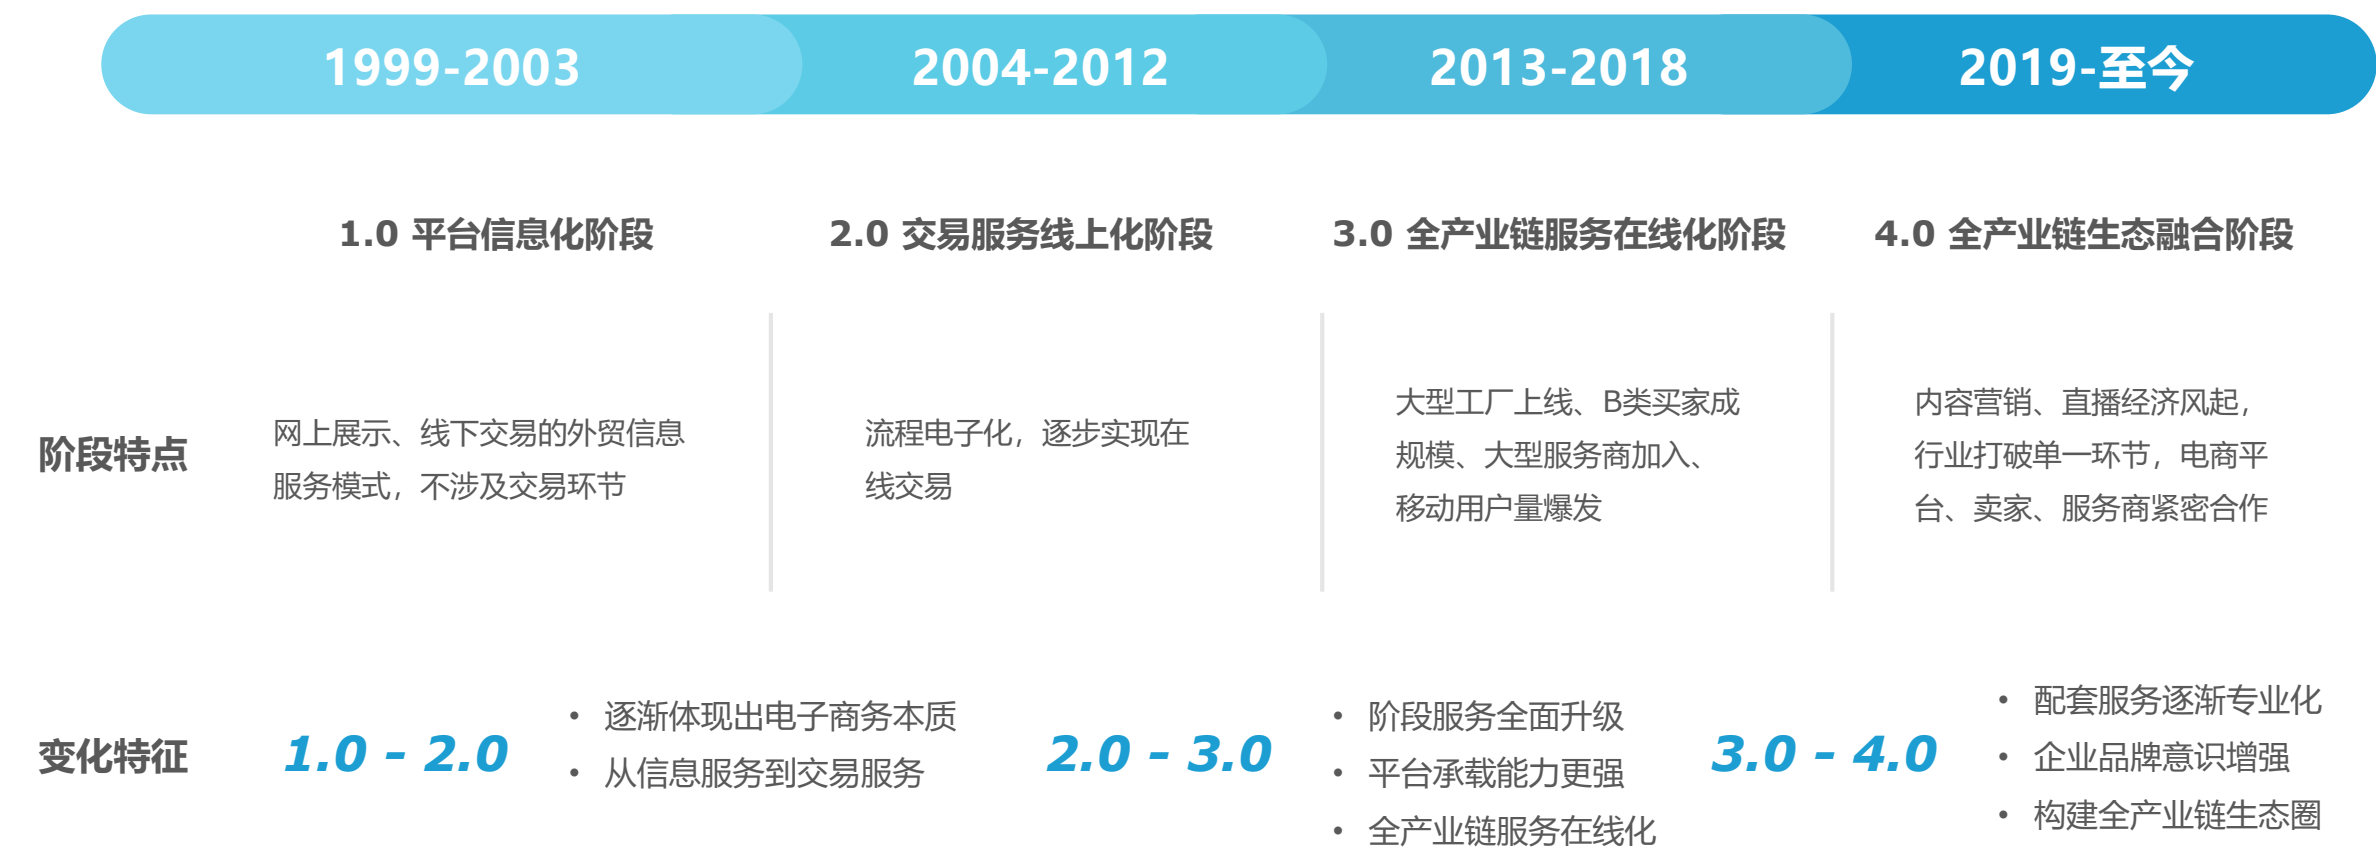 1999-2003
2004-2012
2013-2018
2019-至今
1.0 平台信息化阶段
2.0 交易服务线上化阶段
3.0 全产业链服务在线化阶段
4.0 全产业链生态融合阶段
阶段特点
网上展示、线下交易的外贸信息
服务模式，不涉及交易环节
流程电子化，逐步实现在
线交易
大型工厂上线、B类买家成
规模、大型服务商加入、
移动用户量爆发
内容营销、直播经济风起，
行业打破单一环节，电商平
台、卖家、服务商紧密合作
变化特征
1.0 – 2.0
• 逐渐体现出电子商务本质
• 从信息服务到交易服务
2.0 – 3.0
• 阶段服务全面升级
• 平台承载能力更强
• 全产业链服务在线化
3.0 – 4.0
• 配套服务逐渐专业化
• 企业品牌意识增强
• 构建全产业链生态圈